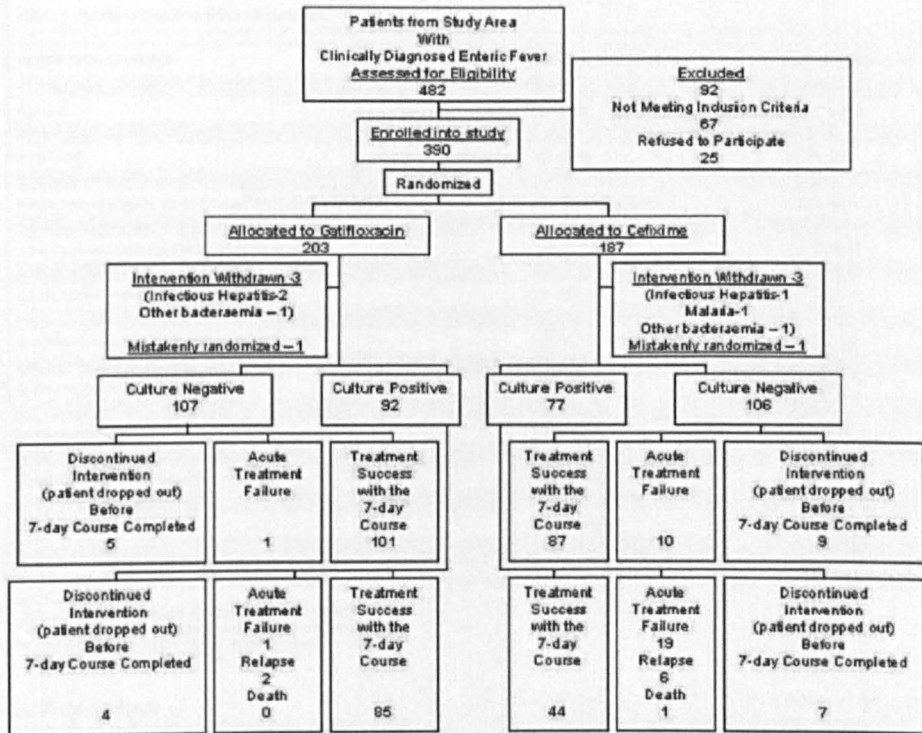 Patients from Study Area
With
Clinically Diagnosed Enteric Fever
Assessed for Eligibility
482
Excluded
92
Not Meeting Inclusion Criteria
67
Refused to Participate
25
Enrolled into study
390
Randomized
Allocated to Gatifloxacin
203
Allocated to Cefixime
187
Intervention Withdrawn -3
(Infectious Hepatitis-2
Other bacteraemia – 1)
Mistakenly randomized – 1
Intervention Withdrawn -3
(Infectious Hepatitis-1
Malaria-1
Other bacteraemia – 1)
Mistakenly randomized – 1
Culture Negative
107
Culture Positive
92
Culture Positive
77
Culture Negative
106
Discontinued
Intervention
(patient dropped out)
Before
7-day Course Completed
5
Acute
Treatment
Failure
1
Treatment
Success
with the
7-day
Course
101
Treatment
Success
with the
7-day
Course
87
Acute
Treatment
Failure
10
Discontinued
Intervention
(patient dropped out)
Before
7-day Course Completed
9
Discontinued
Intervention
(patient dropped out)
Before
7-day Course Completed
4
Acute
Treatment
Failure
1
Relapse
2
Death
0
Treatment
Success
with the
7-day
Course
85
Treatment
Success
with the
7-day
Course
44
Acute
Treatment
Failure
19
Relapse
6
Death
1
Discontinued
Intervention
(patient dropped out)
Before
7-day Course Completed
7